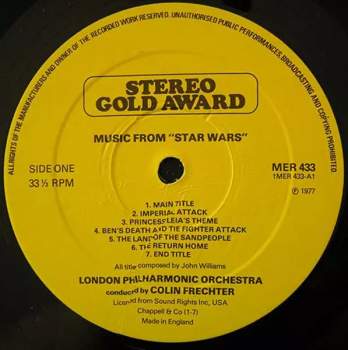 ALL RIGHTS OF THE MANUFACTURERS AND OWNER OF THE RECORDED WORK RESERVED. UNAUTHORISED PUBLIC PERFORMANCES, BROADCASTING AND COPYING PROHIBITED.
STEREO
GOLD AWARD
MUSIC FROM "STAR WARS"
SIDE ONE
33 ⅓ RPM
MER 433
1MER 433-A1
℗ 1977
1. MAIN TITLE
2. IMPERIAL ATTACK
3. PRINCESS LEIA'S THEME
4. BEN'S DEATH AND TIE FIGHTER ATTACK
5. THE LAND OF THE SANDPEOPLE
6. THE RETURN HOME
7. END TITLE
All title composed by John Williams
LONDON PHILHARMONIC ORCHESTRA
conducred by COLIN FRECHTER
Licensed from Sound Rights Inc, USA
Chappell & Co (1-7)
Made in England